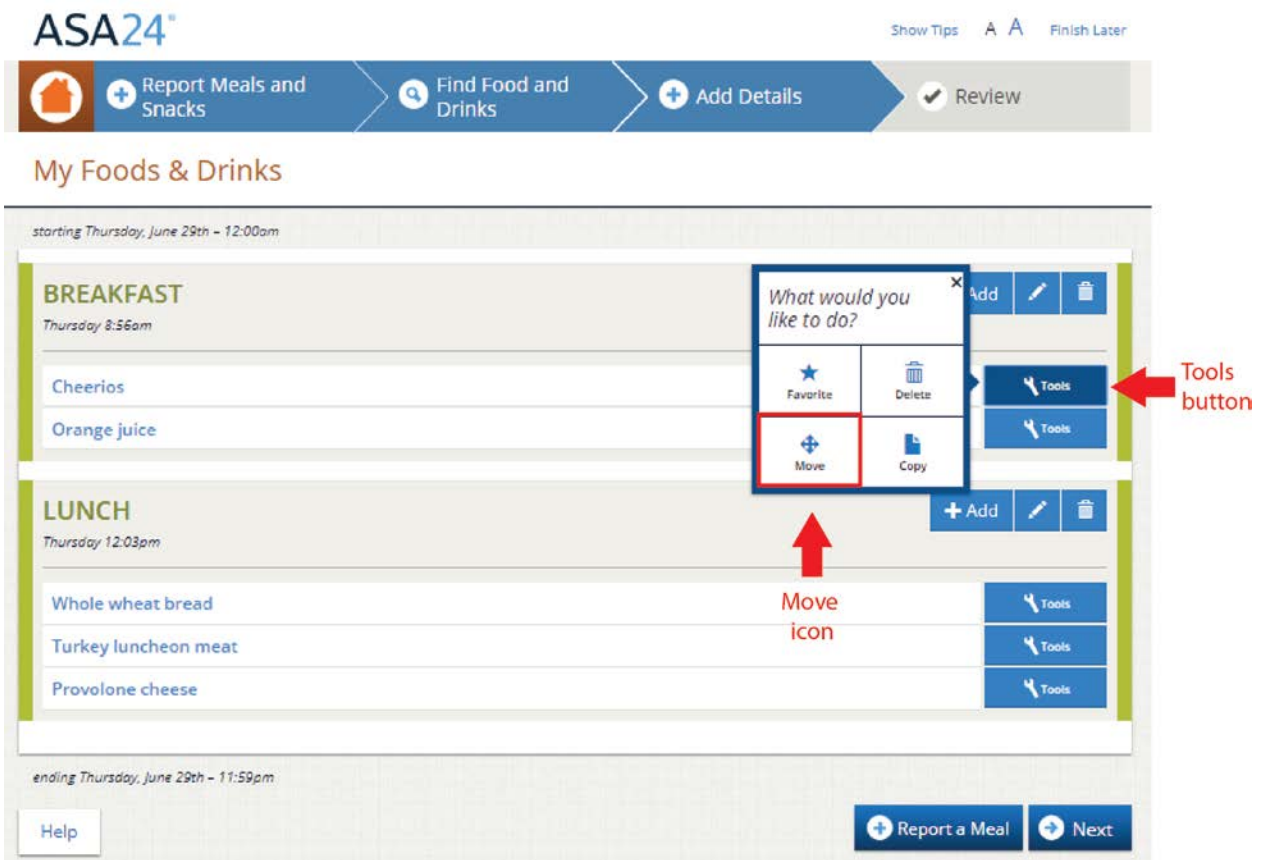 ASA24®
Show Tips A A Finish Later
Report Meals and
Snacks
Find Food and
Drinks
Add Details
Review
My Foods & Drinks
starting Thursday, June 29th – 12:00am
BREAKFAST
Thursday 8:56am
What would you
like to do?
×
Add
Favorite
Delete
Move
Copy
Cheerios
Tools
Orange juice
Tools
Tools
button
LUNCH
Thursday 12:03pm
Add
Move
icon
Whole wheat bread
Tools
Turkey luncheon meat
Tools
Provolone cheese
Tools
ending Thursday, June 29th – 11:59pm
Help
Report a Meal
Next